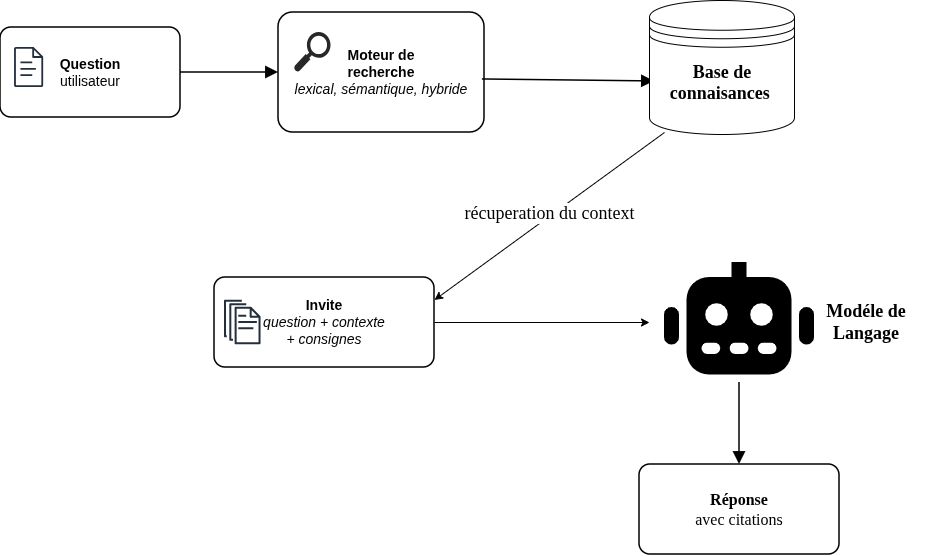 Question
utilisateur
Moteur de
recherche
lexical, sémantique, hybride
Base de
connaisances
récuperation du context
Invite
question + contexte
+ consignes
Modéle de
Langage
Réponse
avec citations